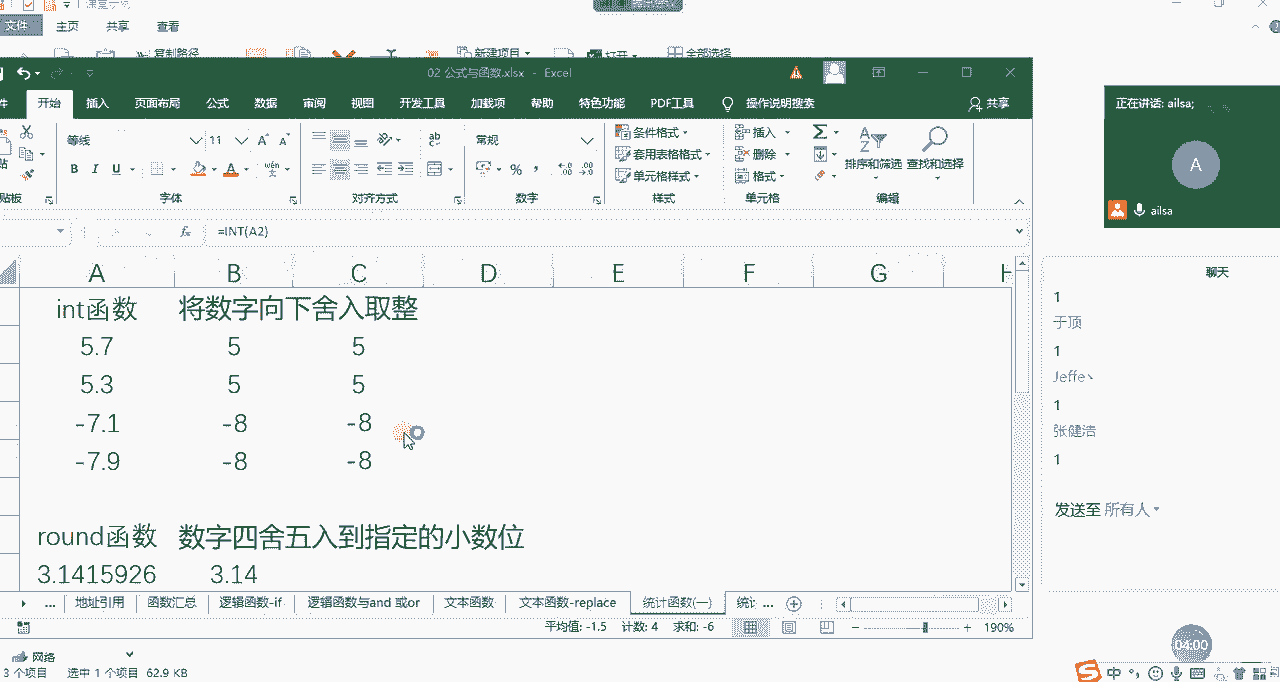 文件 主页 共享 查看
复制路径 新建项目 打开 全部选择
02 公式与函数.xlsx - Excel
件 开始 插入 页面布局 公式 数据 审阅 视图 开发工具 加载项 帮助 特色功能 PDF工具 操作说明搜索 共享
等线 11 常规 条件格式 插入
B I U 套用表格格式 删除 排序和筛选 查找和选择
单元格样式 格式
贴板 字体 对齐方式 数字 样式 单元格 编辑
fx =INT(A2)
A B C D E F G H
int函数 将数字向下舍入取整
5.7 5 5
5.3 5 5
-7.1 -8 -8
-7.9 -8 -8
round函数 数字四舍五入到指定的小数位
3.1415926 3.14
... 地址引用 函数汇总 逻辑函数-if 逻辑函数与and 或or 文本函数 文本函数-replace 统计函数(一) 统计 ...
平均值: -1.5 计数: 4 求和: -6 190%
网络
3 个项目 选中 1 个项目 62.9 KB
正在讲话: ailsa;
A
ailsa
聊天
1
于顶
1
Jeffe丶
1
张健浩
1
发送至 所有人
04:00
中